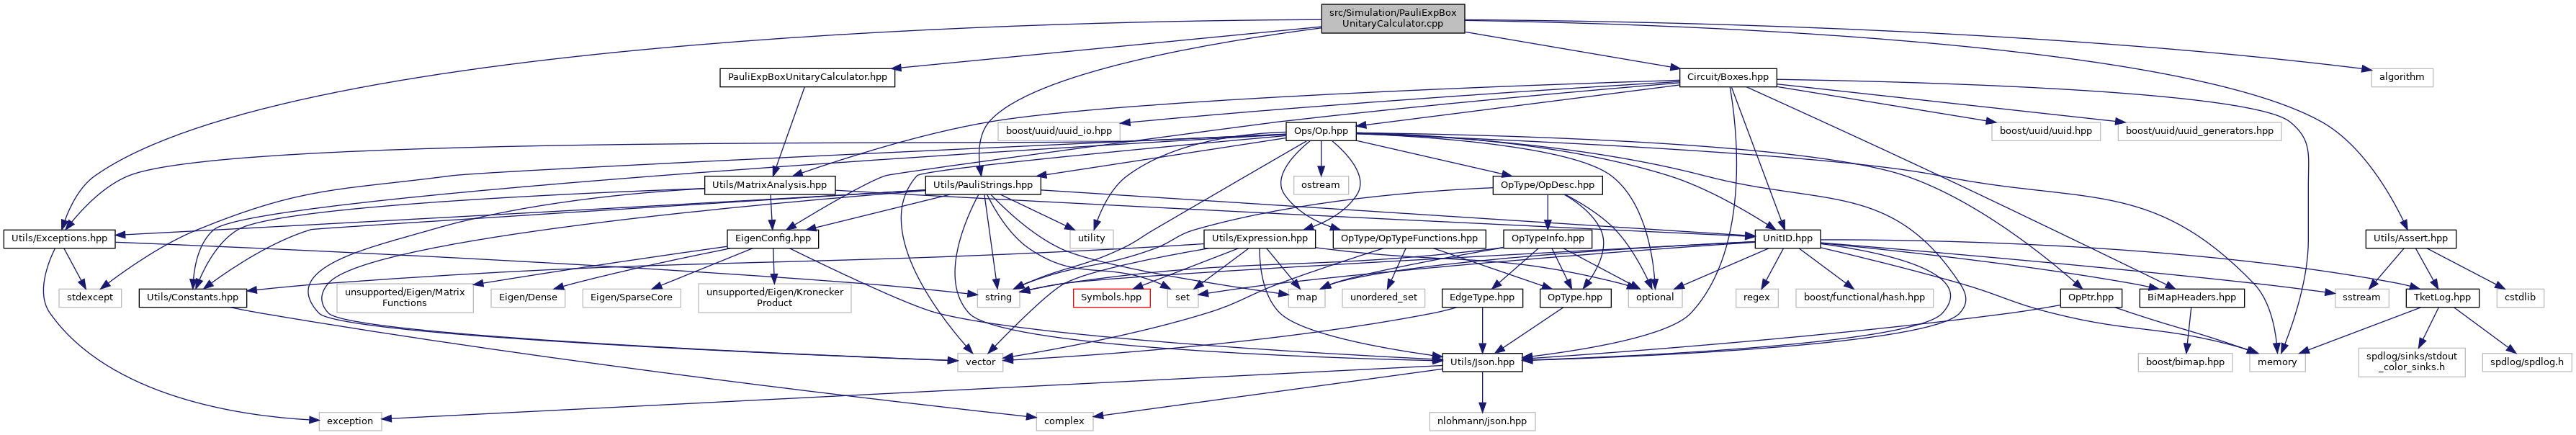 src/Simulation/PauliExpBox
UnitaryCalculator.cpp
PauliExpBoxUnitaryCalculator.hpp
Circuit/Boxes.hpp
algorithm
boost/uuid/uuid_io.hpp
Ops/Op.hpp
boost/uuid/uuid.hpp
boost/uuid/uuid_generators.hpp
Utils/MatrixAnalysis.hpp
Utils/PauliStrings.hpp
ostream
OpType/OpDesc.hpp
Utils/Exceptions.hpp
EigenConfig.hpp
utility
Utils/Expression.hpp
OpType/OpTypeFunctions.hpp
OpTypeInfo.hpp
UnitID.hpp
Utils/Assert.hpp
stdexcept
Utils/Constants.hpp
unsupported/Eigen/Matrix
Functions
Eigen/Dense
Eigen/SparseCore
unsupported/Eigen/Kronecker
Product
string
Symbols.hpp
set
map
unordered_set
EdgeType.hpp
OpType.hpp
optional
regex
boost/functional/hash.hpp
OpPtr.hpp
BiMapHeaders.hpp
sstream
TketLog.hpp
cstdlib
vector
Utils/Json.hpp
boost/bimap.hpp
memory
spdlog/sinks/stdout
_color_sinks.h
spdlog/spdlog.h
exception
complex
nlohmann/json.hpp